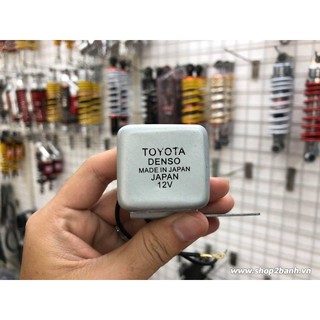 TOYOTA
DENSO
MADE IN JAPAN
JAPAN
12V
www.shop2banh.vn